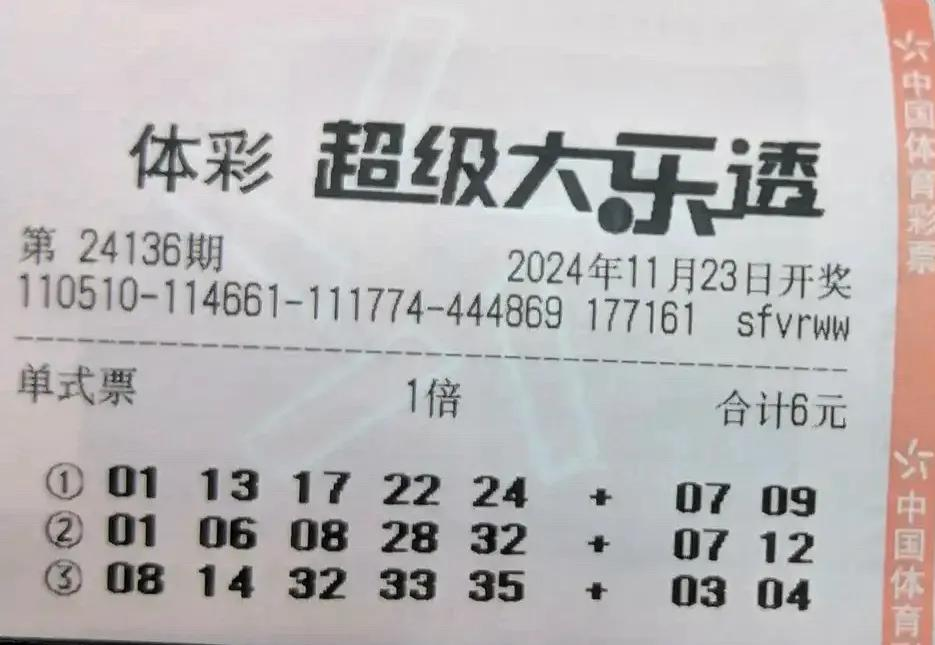 体彩 超级大乐透
第 24136期
2024年11月23日开奖
110510-114661-111774-444869 177161 sfvrww
单式票 1倍 合计6元
① 01 13 17 22 24 + 07 09
② 01 06 08 28 32 + 07 12
③ 08 14 32 33 35 + 03 04
中国体育彩票
中国体育